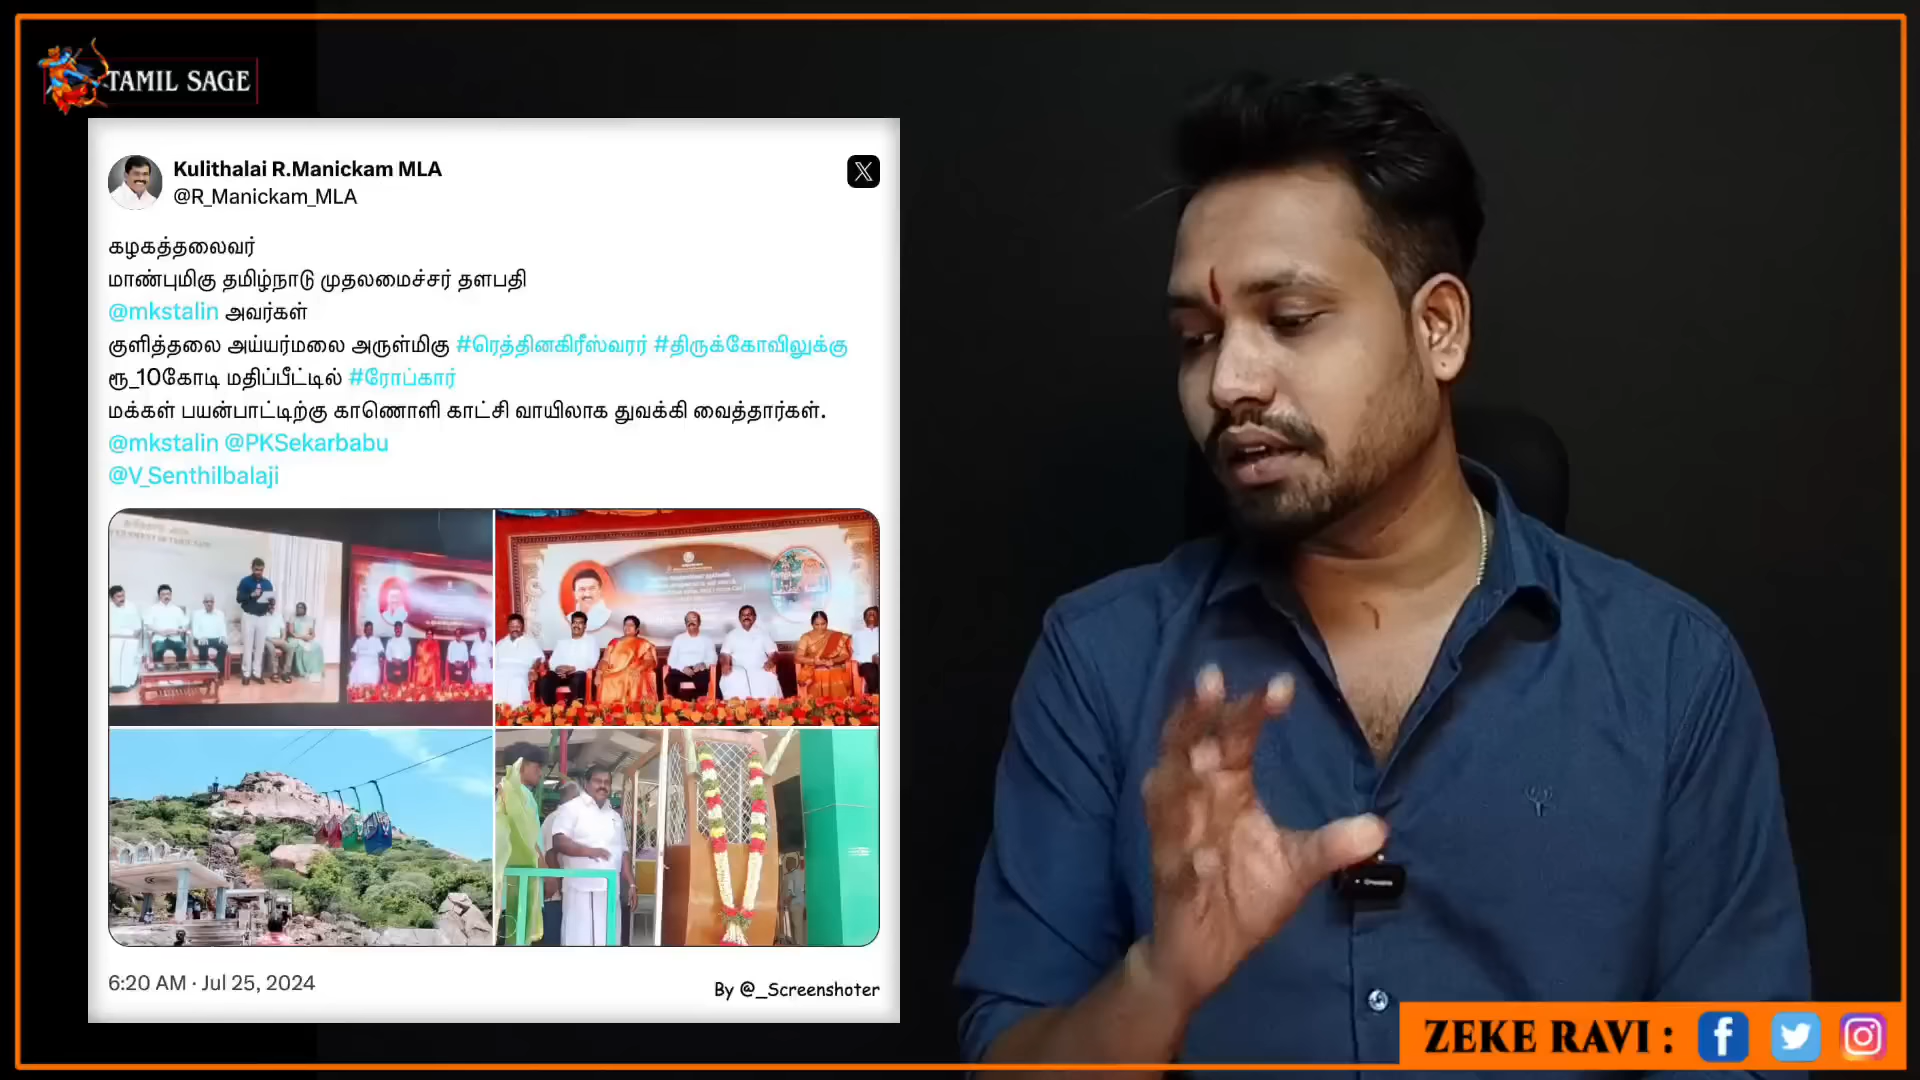 TAMIL SAGE
Kulithalai R.Manickam MLA
@R_Manickam_MLA
கழகத்தலைவர்
மாண்புமிகு தமிழ்நாடு முதலமைச்சர் தளபதி
@mkstalin அவர்கள்
குளித்தலை அய்யர்மலை அருள்மிகு #ரெத்தினகிரீஸ்வரர் #திருக்கோவிலுக்கு
ரூ_10கோடி மதிப்பீட்டில் #ரோப்கார்
மக்கள் பயன்பாட்டிற்கு காணொளி காட்சி வாயிலாக துவக்கி வைத்தார்கள்.
@mkstalin @PKSekarbabu
@V_Senthilbalaji
6:20 AM · Jul 25, 2024
By @_Screenshoter
ZEKE RAVI :